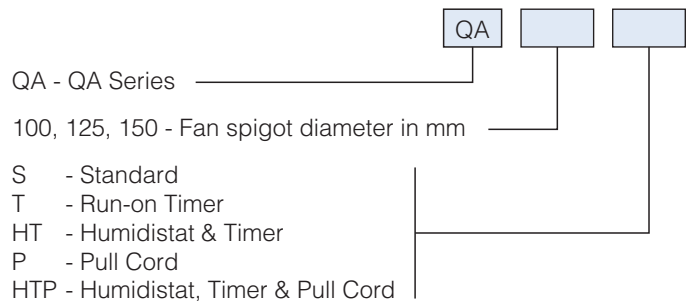 QA
QA - QA Series
100, 125, 150 - Fan spigot diameter in mm
S - Standard
T - Run-on Timer
HT - Humidistat & Timer
P - Pull Cord
HTP - Humidistat, Timer & Pull Cord